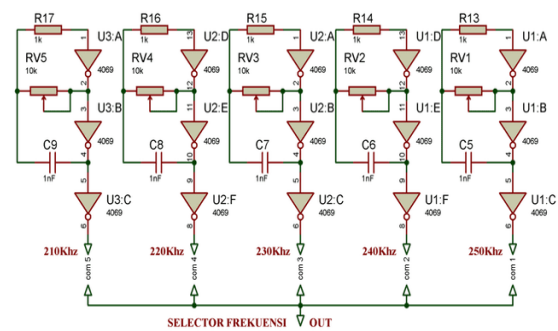 R17 R16 R15 R14 R13
1k 1k 1k 1k 1k
U3:A U2:D U2:A U1:D U1:A
1 13 1 13 1
RV5 RV4 RV3 RV2 RV1
10k 10k 10k 10k 10k
4069 4069 4069 4069 4069
2 12 2 12 2
3 11 3 11 3
U3:B U2:E U2:B U1:E U1:B
4069 4069 4069 4069 4069
C9 C8 C7 C6 C5
4 10 4 10 4
1nF 1nF 1nF 1nF 1nF
5 9 5 9 5
U3:C U2:F U2:C U1:F U1:C
4069 4069 4069 4069 4069
6 8 6 8 6
210Khz 220Khz 230Khz 240Khz 250Khz
com 5 com 4 com 3 com 2 com 1
SELECTOR FREKUENSI OUT